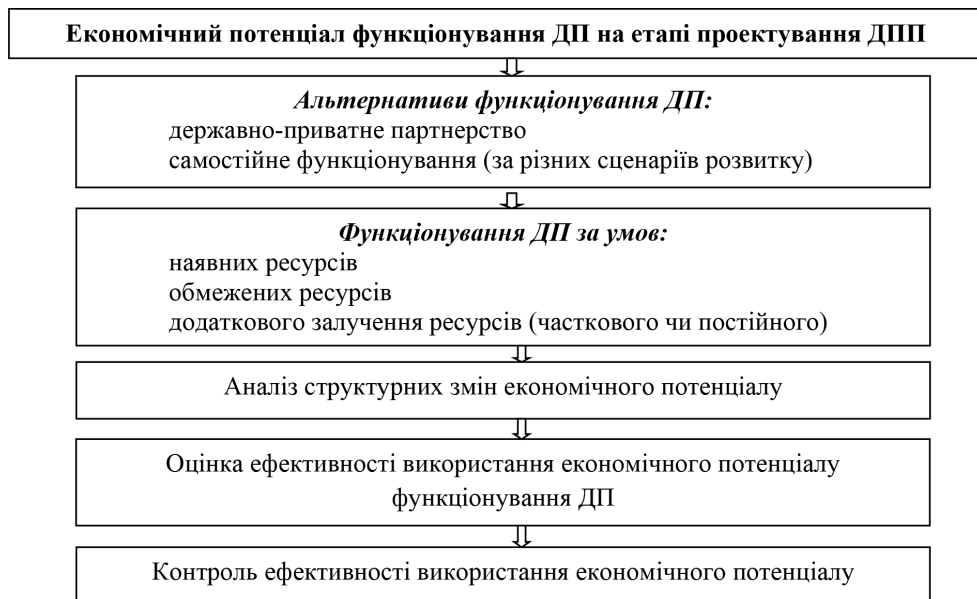 Економічний потенціал функціонування ДП на етапі проектування ДПП
Альтернативи функціонування ДП:
державно-приватне партнерство
самостійне функціонування (за різних сценаріїв розвитку)
Функціонування ДП за умов:
наявних ресурсів
обмежених ресурсів
додаткового залучення ресурсів (часткового чи постійного)
Аналіз структурних змін економічного потенціалу
Оцінка ефективності використання економічного потенціалу
функціонування ДП
Контроль ефективності використання економічного потенціалу